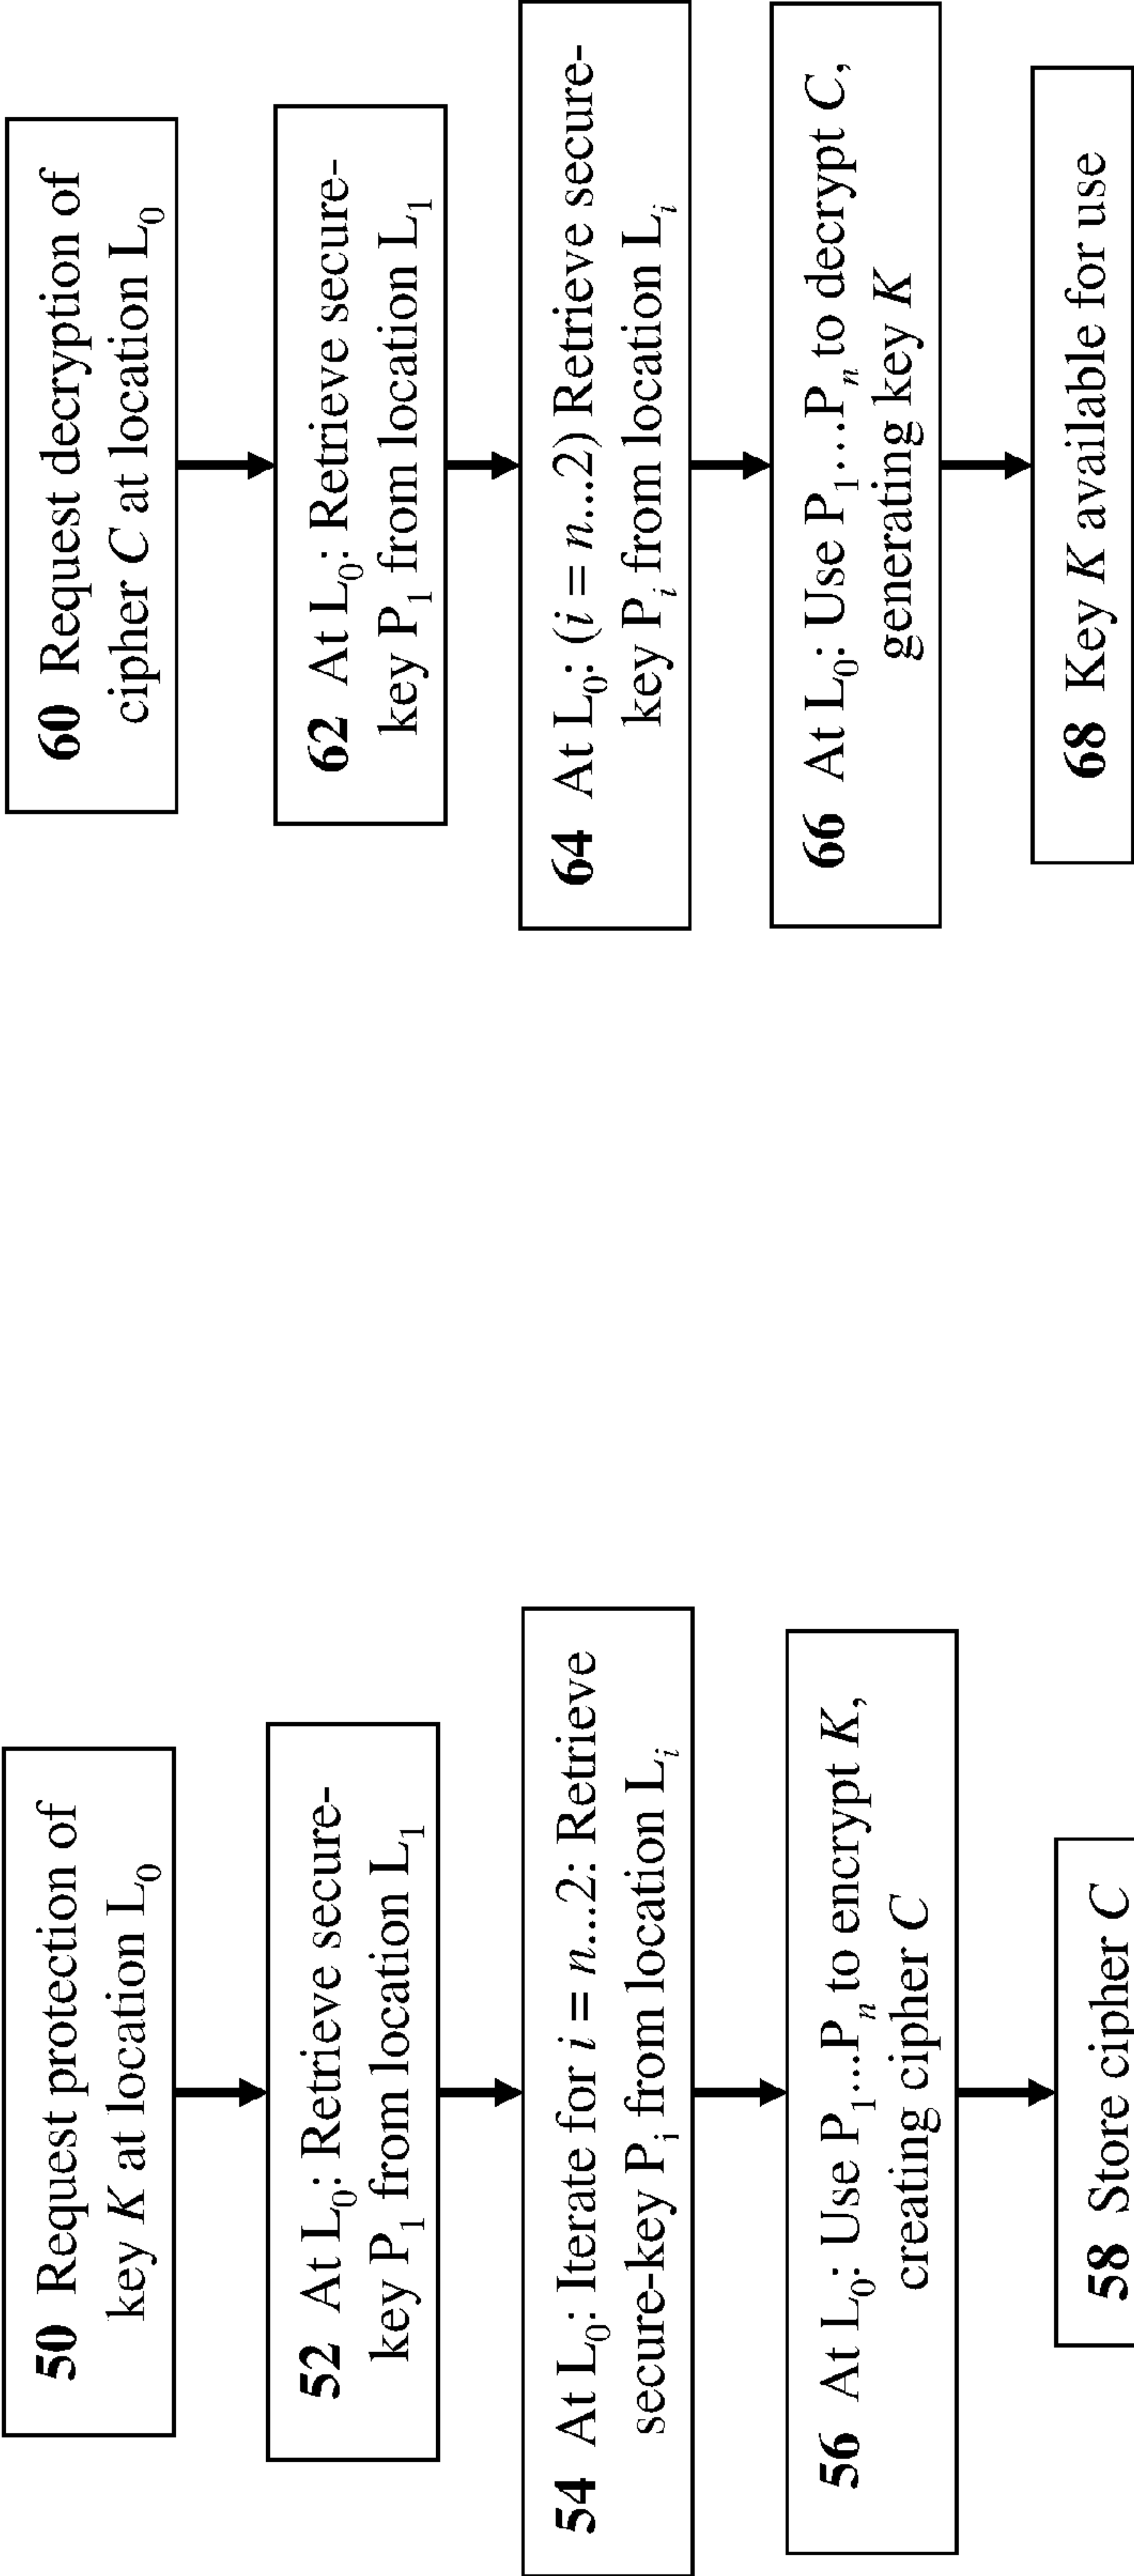 50 Request protection of
key K at location L₀
52 At L₀: Retrieve secure-
key P₁ from location L₁
54 At L₀: Iterate for i = n...2: Retrieve
secure-key Pᵢ from location Lᵢ
56 At L₀: Use P₁...Pₙ to encrypt K,
creating cipher C
58 Store cipher C
60 Request decryption of
cipher C at location L₀
62 At L₀: Retrieve secure-
key P₁ from location L₁
64 At L₀: (i = n...2) Retrieve secure-
key Pᵢ from location Lᵢ
66 At L₀: Use P₁...Pₙ to decrypt C,
generating key K
68 Key K available for use